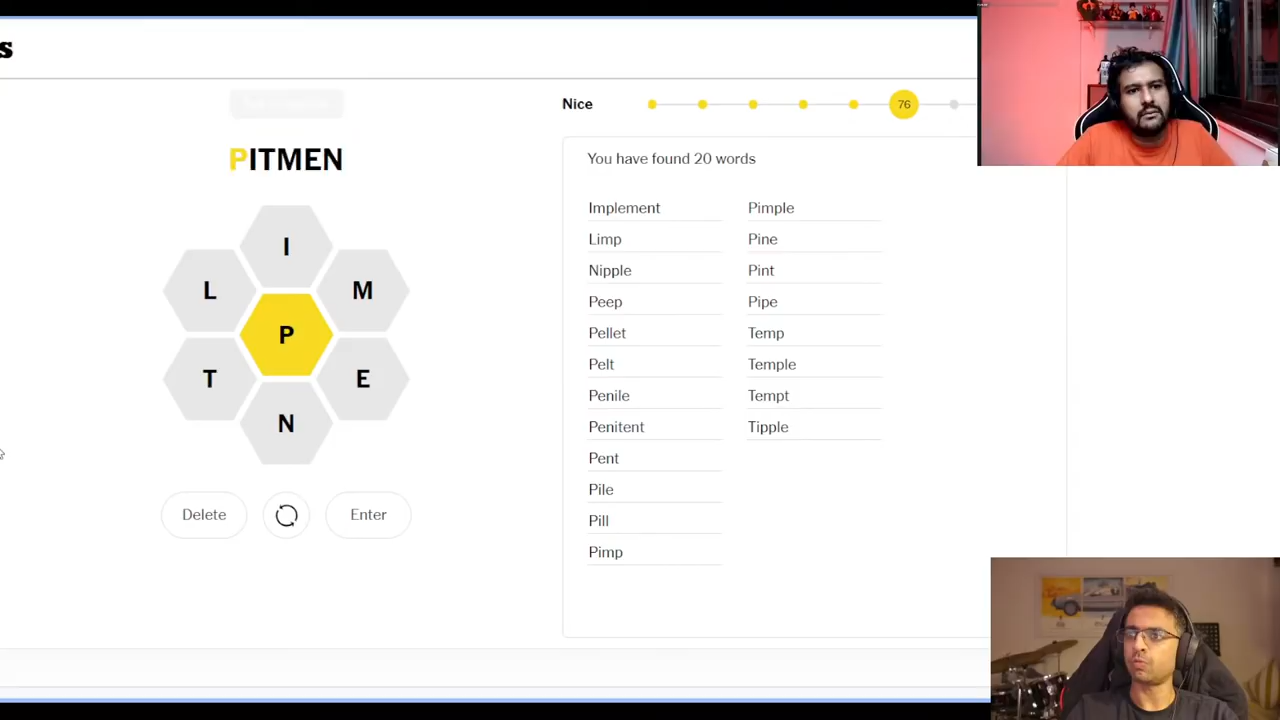 s
Nice
76
PITMEN
You have found 20 words
Implement
Limp
Nipple
Peep
Pellet
Pelt
Penile
Penitent
Pent
Pile
Pill
Pimp
Pimple
Pine
Pint
Pipe
Temp
Temple
Tempt
Tipple
I
L
M
P
T
E
N
Delete
Enter